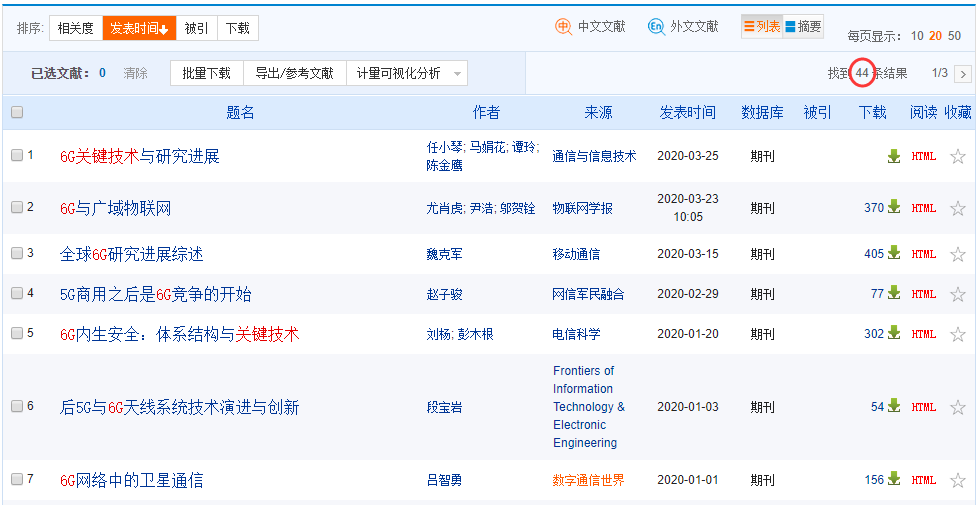 排序: 相关度 发表时间↓ 被引 下载 中 中文文献 En 外文文献 列表 摘要 每页显示: 10 20 50
已选文献: 0 清除 批量下载 导出/参考文献 计量可视化分析 找到 44 条结果 1/3 >
题名 作者 来源 发表时间 数据库 被引 下载 阅读 收藏
1 6G关键技术与研究进展 任小琴; 马娟花; 谭玲; 通信与信息技术 2020-03-25 期刊 HTML
陈金鹰
2 6G与广域物联网 尤肖虎; 尹浩; 邬贺铨 物联网学报 2020-03-23 期刊 370 HTML
10:05
3 全球6G研究进展综述 魏克军 移动通信 2020-03-15 期刊 405 HTML
4 5G商用之后是6G竞争的开始 赵子骏 网信军民融合 2020-02-29 期刊 77 HTML
5 6G内生安全: 体系结构与关键技术 刘杨; 彭木根 电信科学 2020-01-20 期刊 302 HTML
Frontiers of
Information
6 后5G与6G天线系统技术演进与创新 段宝岩 Technology & 2020-01-03 期刊 54 HTML
Electronic
Engineering
7 6G网络中的卫星通信 吕智勇 数字通信世界 2020-01-01 期刊 156 HTML